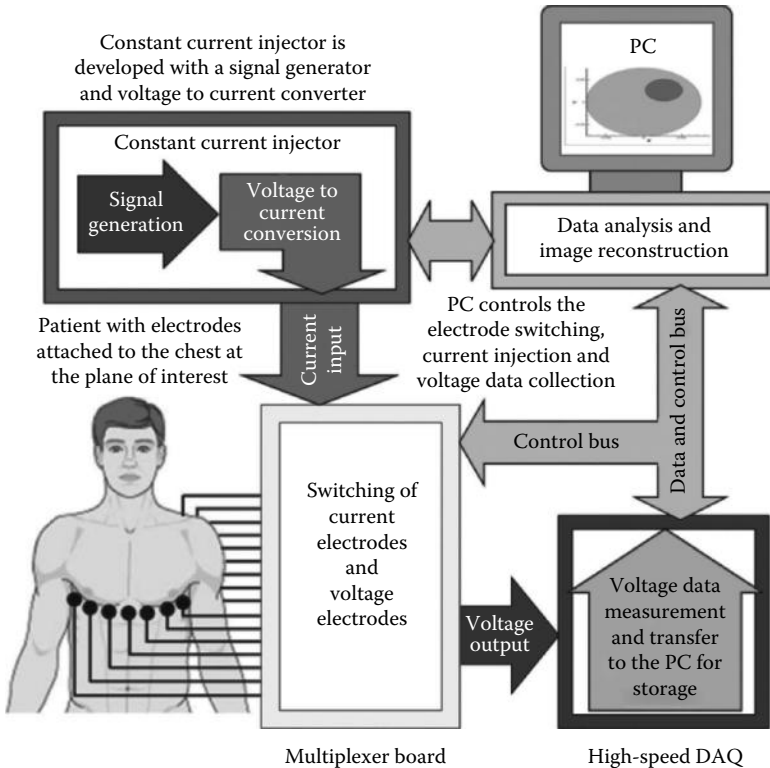 Constant current injector is
developed with a signal generator
and voltage to current converter
PC
Constant current injector
Signal
generation
Voltage to
current
conversion
Data analysis and
image reconstruction
Patient with electrodes
attached to the chest at
the plane of interest
Current
input
PC controls the
electrode switching,
current injection and
voltage data collection
Data and control bus
Control bus
Switching of
current
electrodes
and
voltage
electrodes
Voltage
output
Voltage data
measurement
and transfer
to the PC for
storage
Multiplexer board
High-speed DAQ